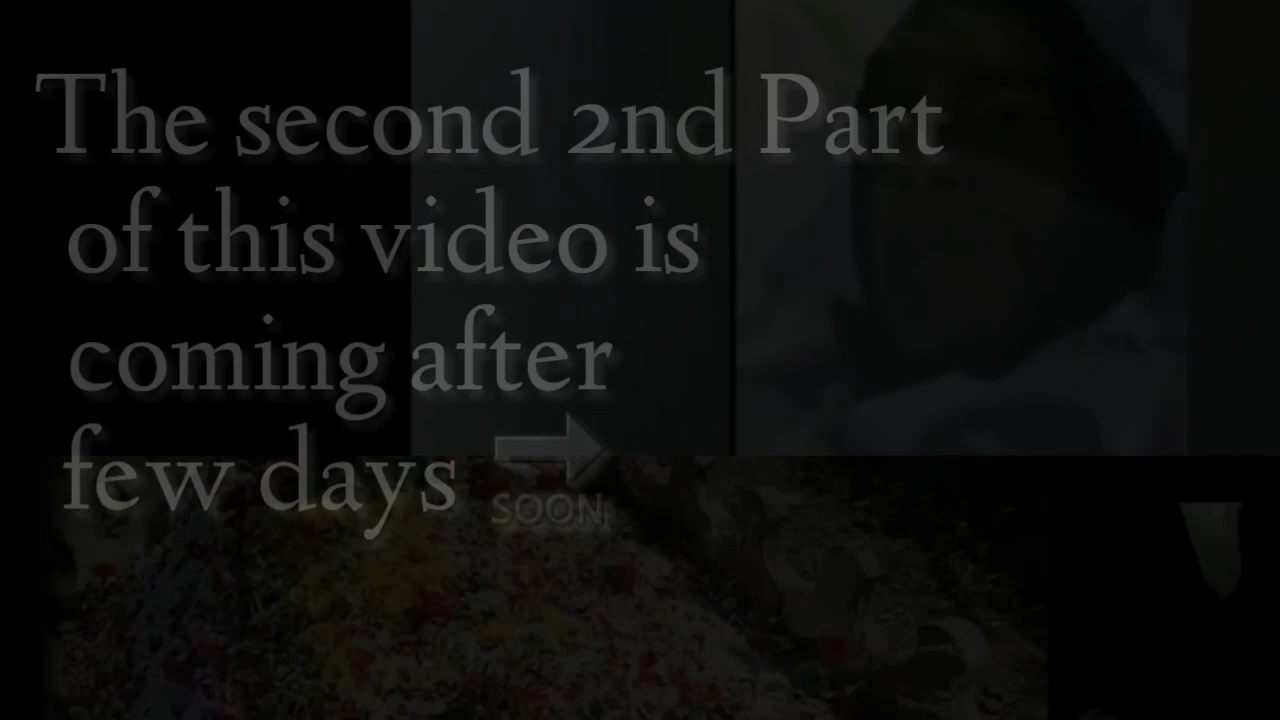 The second 2nd Part
of this video is
coming after
few days
SOON